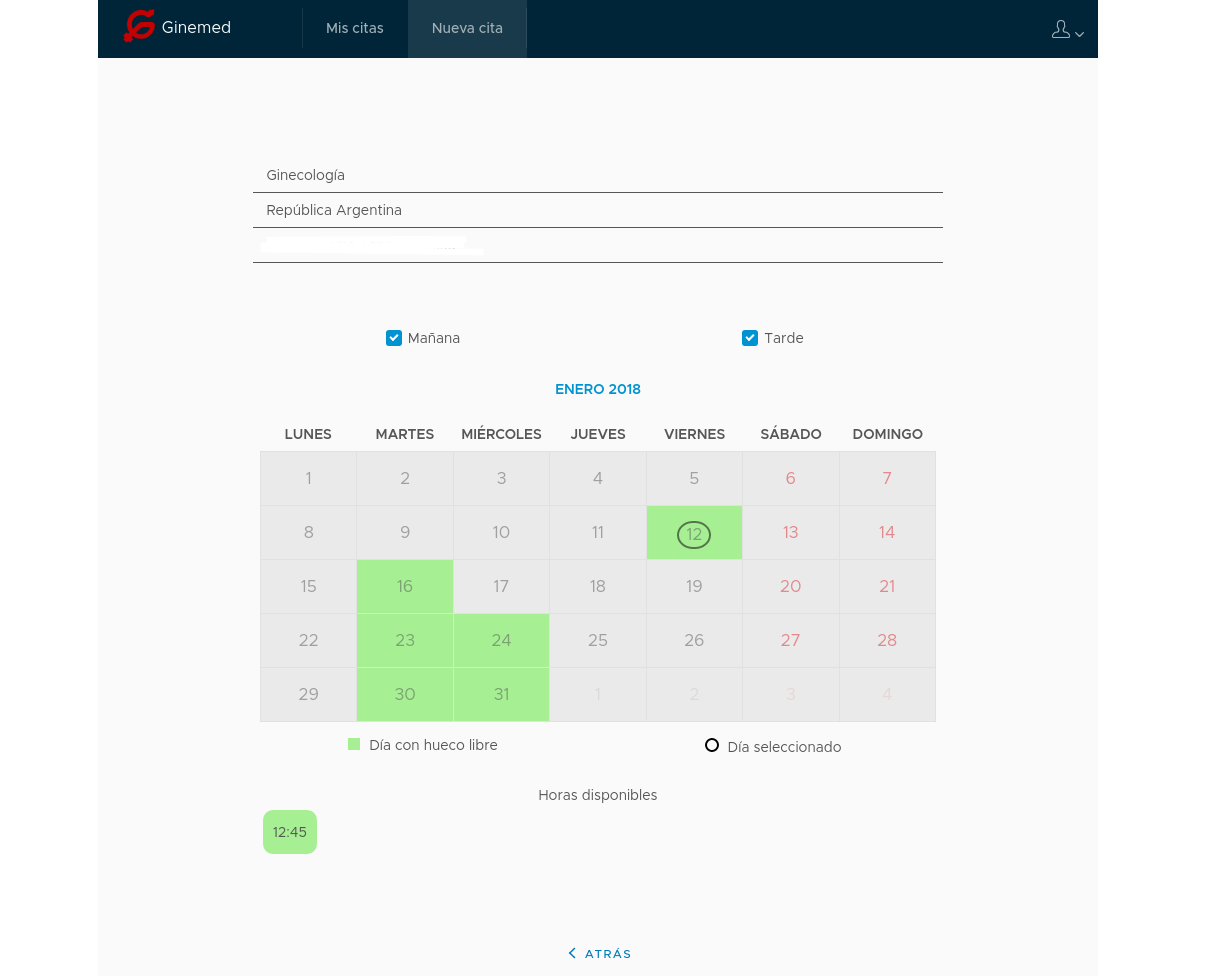 Ginemed Mis citas Nueva cita
Ginecología
República Argentina
Mañana Tarde
ENERO 2018
LUNES MARTES MIÉRCOLES JUEVES VIERNES SÁBADO DOMINGO
1 2 3 4 5 6 7
8 9 10 11 12 13 14
15 16 17 18 19 20 21
22 23 24 25 26 27 28
29 30 31 1 2 3 4
Día con hueco libre Día seleccionado
Horas disponibles
12:45
ATRÁS